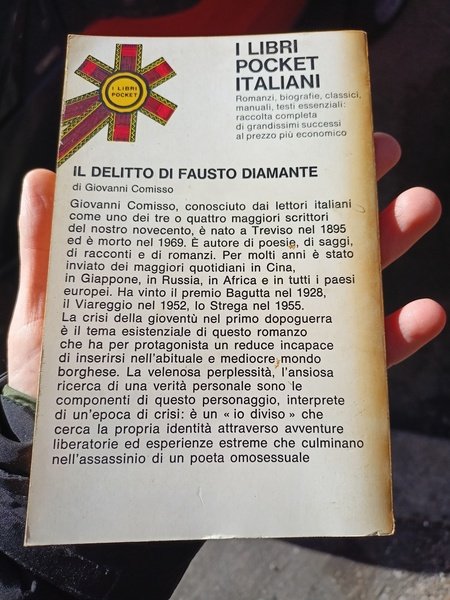 I LIBRI
POCKET
I LIBRI
POCKET
ITALIANI
Romanzi, biografie, classici,
manuali, testi essenziali:
raccolta completa
di grandissimi successi
al prezzo più economico
IL DELITTO DI FAUSTO DIAMANTE
di Giovanni Comisso
Giovanni Comisso, conosciuto dai lettori italiani
come uno dei tre o quattro maggiori scrittori
del nostro novecento, è nato a Treviso nel 1895
ed è morto nel 1969. È autore di poesie, di saggi,
di racconti e di romanzi. Per molti anni è stato
inviato dei maggiori quotidiani in Cina,
in Giappone, in Russia, in Africa e in tutti i paesi
europei. Ha vinto il premio Bagutta nel 1928,
il Viareggio nel 1952, lo Strega nel 1955.
La crisi della gioventù nel primo dopoguerra
è il tema esistenziale di questo romanzo
che ha per protagonista un reduce incapace
di inserirsi nell'abituale e mediocre mondo
borghese. La velenosa perplessità, l'ansiosa
ricerca di una verità personale sono le
componenti di questo personaggio, interprete
di un'epoca di crisi: è un « io diviso » che
cerca la propria identità attraverso avventure
liberatorie ed esperienze estreme che culminano
nell'assassinio di un poeta omosessuale